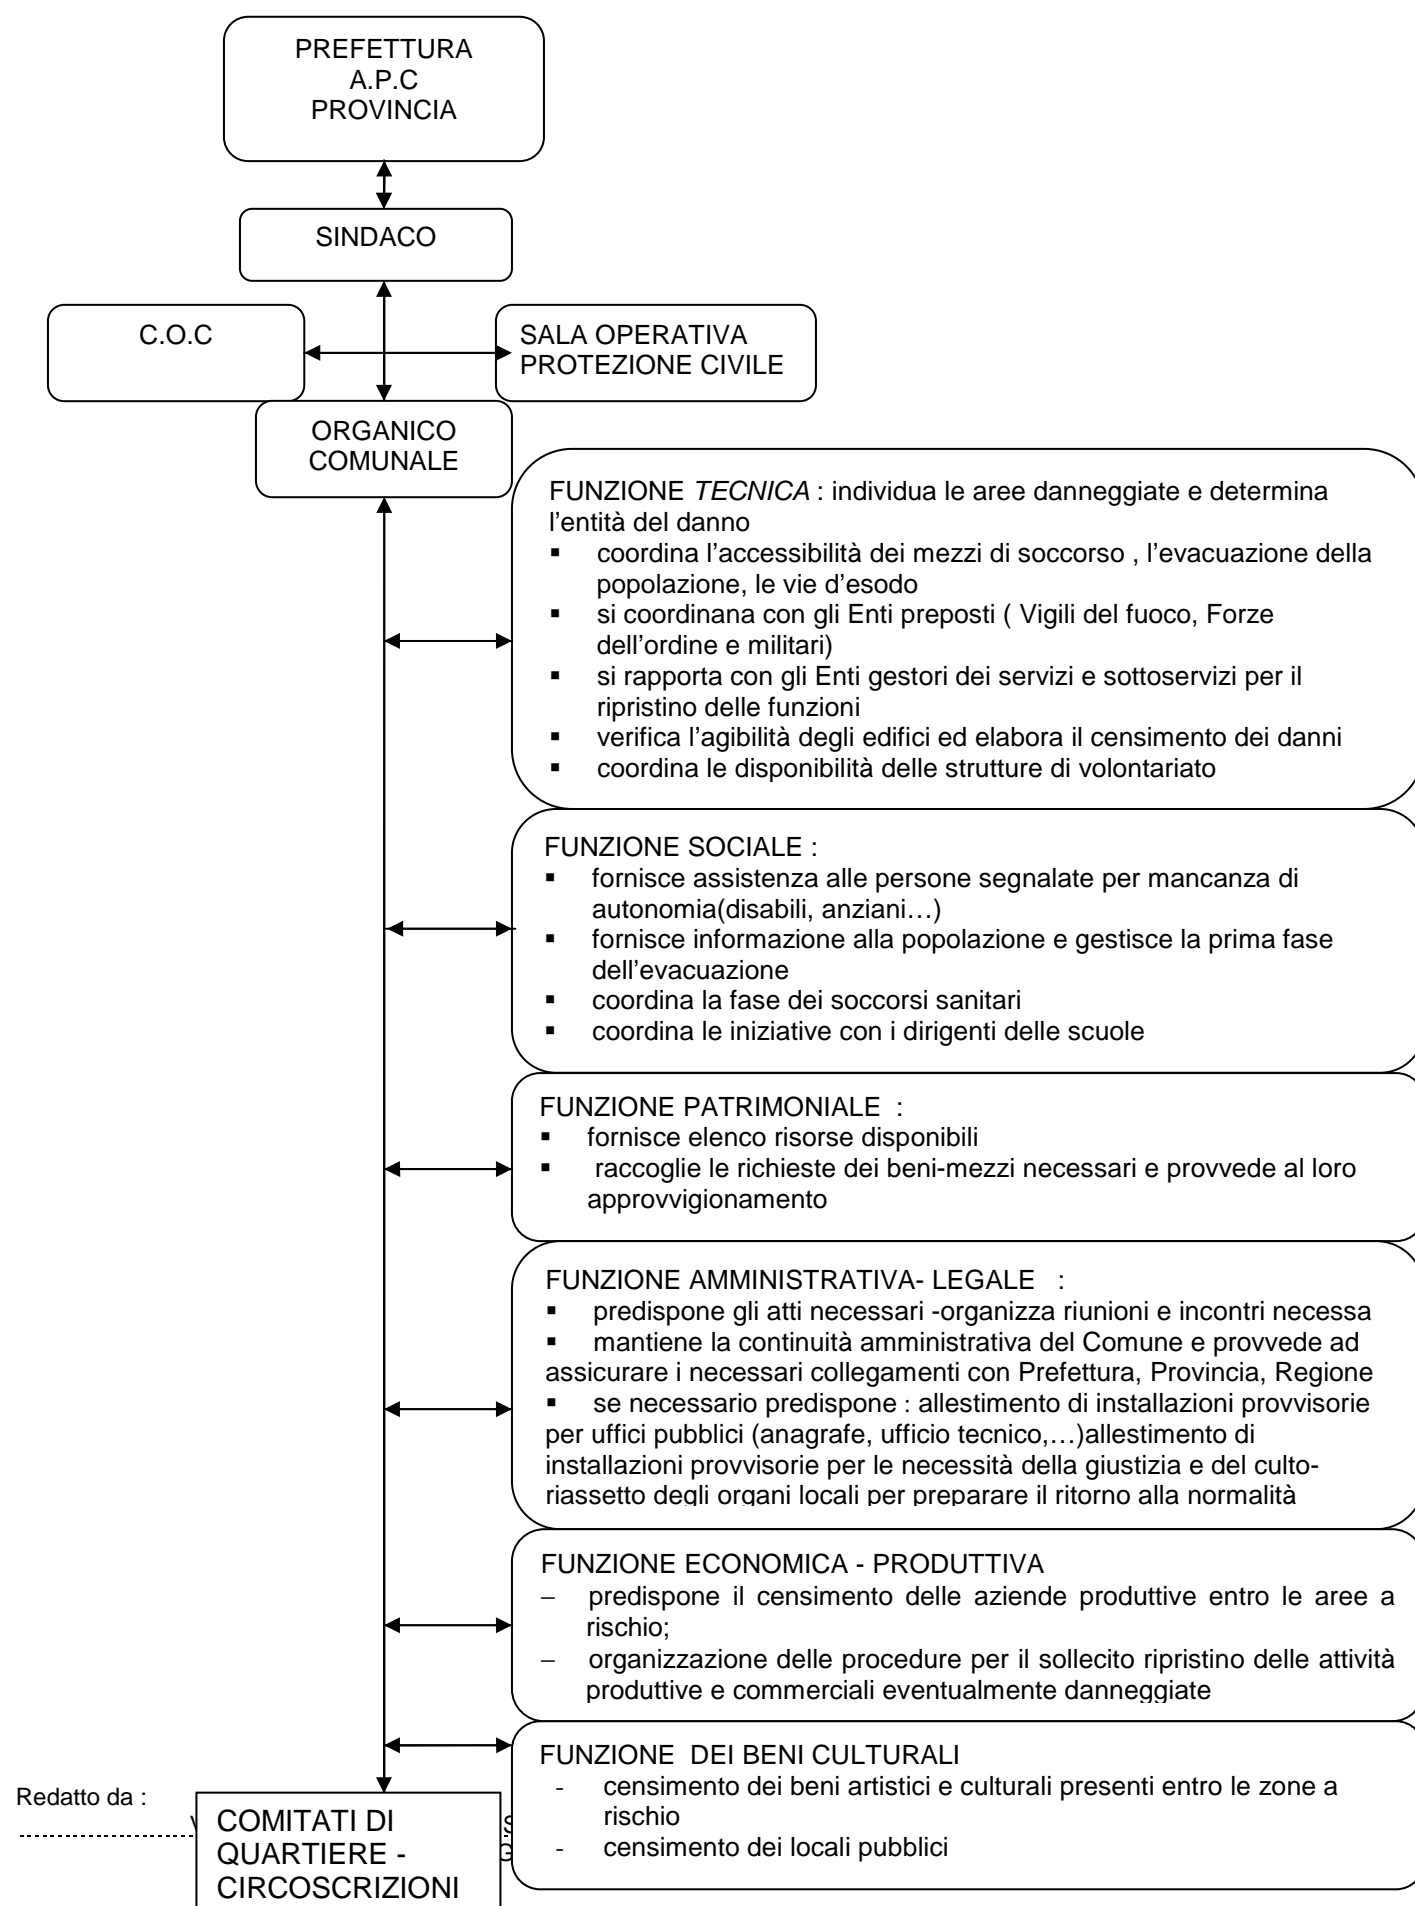 PREFETTURA
A.P.C
PROVINCIA
SINDACO
C.O.C
SALA OPERATIVA
PROTEZIONE CIVILE
ORGANICO
COMUNALE
FUNZIONE TECNICA : individua le aree danneggiate e determina
l’entità del danno
▪ coordina l’accessibilità dei mezzi di soccorso , l’evacuazione della
popolazione, le vie d’esodo
▪ si coordinana con gli Enti preposti ( Vigili del fuoco, Forze
dell’ordine e militari)
▪ si rapporta con gli Enti gestori dei servizi e sottoservizi per il
ripristino delle funzioni
▪ verifica l’agibilità degli edifici ed elabora il censimento dei danni
▪ coordina le disponibilità delle strutture di volontariato
FUNZIONE SOCIALE :
▪ fornisce assistenza alle persone segnalate per mancanza di
autonomia(disabili, anziani…)
▪ fornisce informazione alla popolazione e gestisce la prima fase
dell’evacuazione
▪ coordina la fase dei soccorsi sanitari
▪ coordina le iniziative con i dirigenti delle scuole
FUNZIONE PATRIMONIALE :
▪ fornisce elenco risorse disponibili
▪ raccoglie le richieste dei beni-mezzi necessari e provvede al loro
approvvigionamento
FUNZIONE AMMINISTRATIVA- LEGALE :
▪ predispone gli atti necessari -organizza riunioni e incontri necessa
▪ mantiene la continuità amministrativa del Comune e provvede ad
assicurare i necessari collegamenti con Prefettura, Provincia, Regione
▪ se necessario predispone : allestimento di installazioni provvisorie
per uffici pubblici (anagrafe, ufficio tecnico,…)allestimento di
installazioni provvisorie per le necessità della giustizia e del culto-
riassetto degli organi locali per preparare il ritorno alla normalità
FUNZIONE ECONOMICA - PRODUTTIVA
– predispone il censimento delle aziende produttive entro le aree a
rischio;
– organizzazione delle procedure per il sollecito ripristino delle attività
produttive e commerciali eventualmente danneggiate
FUNZIONE DEI BENI CULTURALI
- censimento dei beni artistici e culturali presenti entro le zone a
rischio
- censimento dei locali pubblici
Redatto da :
COMITATI DI
QUARTIERE -
CIRCOSCRIZIONI